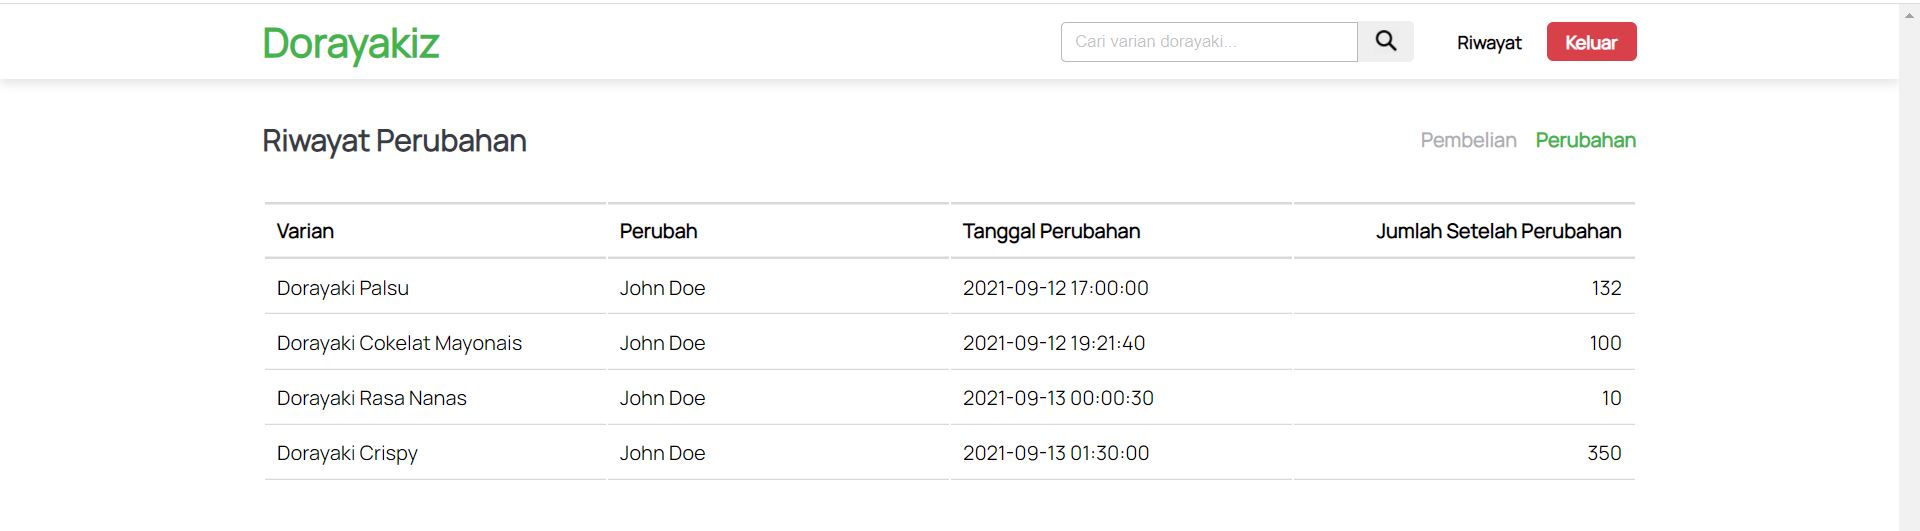 Dorayakiz
Cari varian dorayaki...
Riwayat
Keluar
Riwayat Perubahan
Pembelian
Perubahan
Varian Perubah Tanggal Perubahan Jumlah Setelah Perubahan
Dorayaki Palsu John Doe 2021-09-12 17:00:00 132
Dorayaki Cokelat Mayonais John Doe 2021-09-12 19:21:40 100
Dorayaki Rasa Nanas John Doe 2021-09-13 00:00:30 10
Dorayaki Crispy John Doe 2021-09-13 01:30:00 350